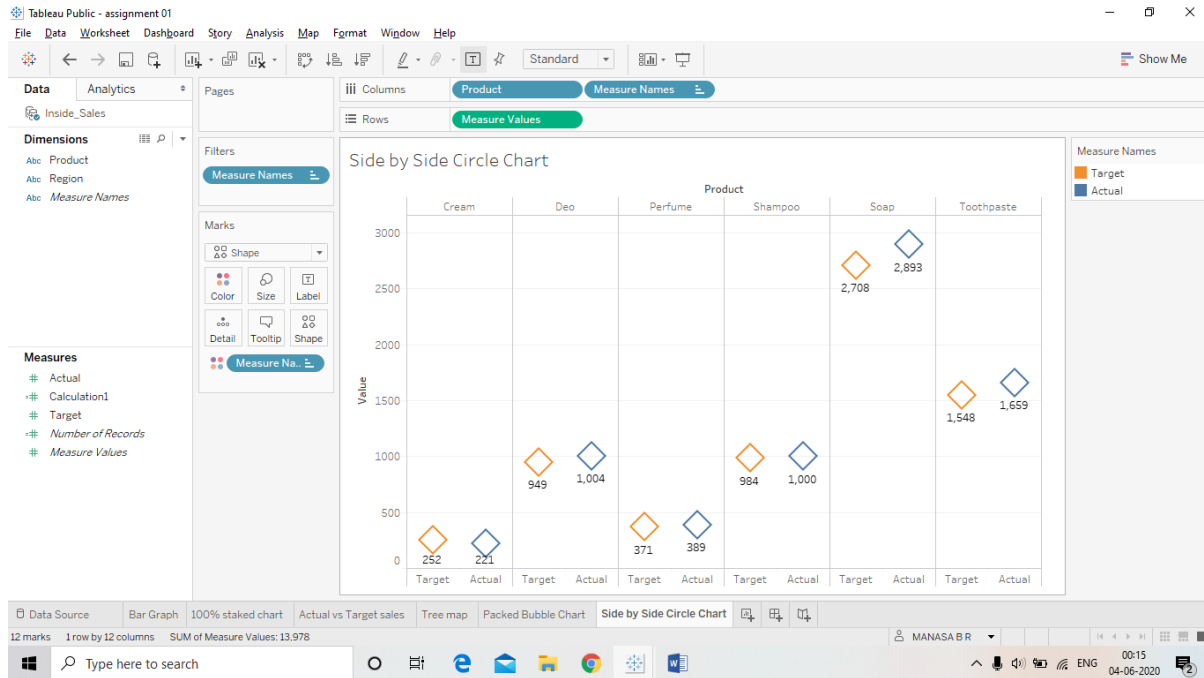 Tableau Public - assignment 01
File Data Worksheet Dashboard Story Analysis Map Format Window Help
Standard
Show Me
Data Analytics
Inside_Sales
Dimensions
Abc Product
Abc Region
Abc Measure Names
Measures
# Actual
=# Calculation1
# Target
=# Number of Records
# Measure Values
Pages
Filters
Measure Names
Marks
Shape
Color Size Label
Detail Tooltip Shape
Measure Na..
Columns Product Measure Names
Rows Measure Values
Side by Side Circle Chart
Product
Cream Deo Perfume Shampoo Soap Toothpaste
Value
3000
2500
2000
1500
1000
500
0
252 221
949 1,004
371 389
984 1,000
2,708 2,893
1,548 1,659
Target Actual Target Actual Target Actual Target Actual Target Actual Target Actual
Measure Names
Target
Actual
Data Source Bar Graph 100% staked chart Actual vs Target sales Tree map Packed Bubble Chart Side by Side Circle Chart
12 marks 1 row by 12 columns SUM of Measure Values: 13,978
MANASA B R
Type here to search
ENG
00:15
04-06-2020
2